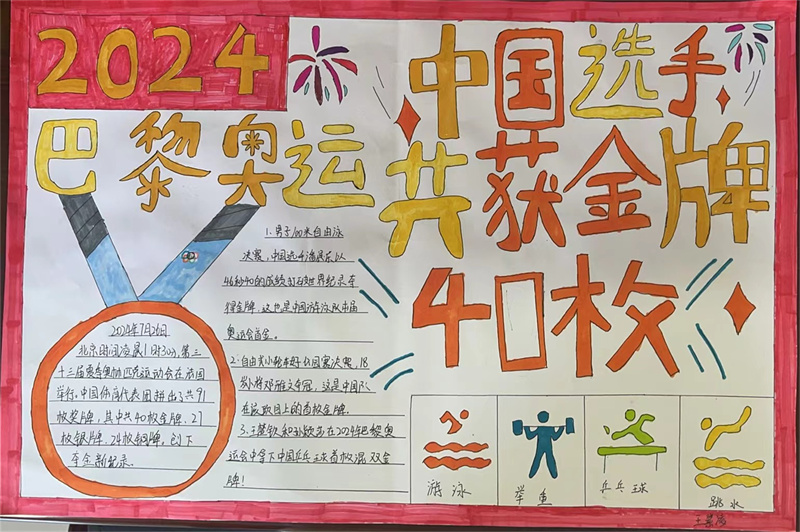 2024
巴黎奥运
中国选手
共获金牌
40枚
2024年7月26日
北京时间凌晨1时30分,第三
十三届夏季奥林匹克运动会在法国
举行,中国体育代表团拼出了共91
枚奖牌,其中共40枚金牌、27
枚银牌、24枚铜牌,创下
夺金新纪录。
1.男子100米自由泳
决赛,中国选手潘展乐以
46秒40的成绩打破世界纪录夺
得金牌,这也是中国游泳队本届
奥运会首金。
2.自由式小轮车 公园赛决赛,18
岁小将邓雅文夺冠,这是中国队
在该项目上的首枚金牌。
3.王楚钦和孙颖莎在2024年巴黎奥
运会中拿下中国乒乓球首枚混双金
牌!
游泳
举重
乒乓球
跳水